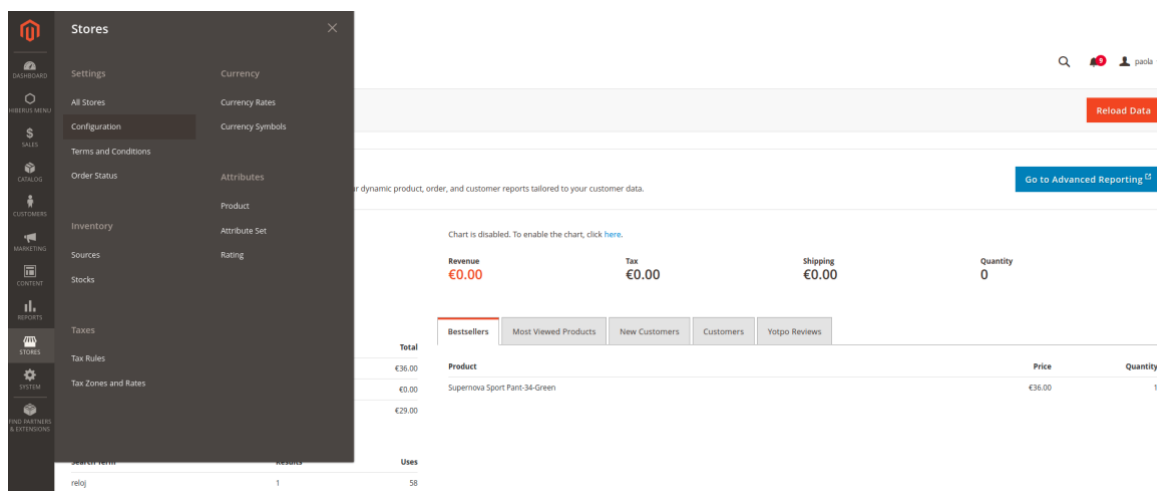 Stores
DASHBOARD
HIBERUS MENU
SALES
CATALOG
CUSTOMERS
MARKETING
CONTENT
REPORTS
STORES
SYSTEM
FIND PARTNERS
& EXTENSIONS
Settings
All Stores
Configuration
Terms and Conditions
Order Status
Inventory
Sources
Stocks
Taxes
Tax Rules
Tax Zones and Rates
Currency
Currency Rates
Currency Symbols
Attributes
Product
Attribute Set
Rating
9 paola
Reload Data
dynamic product, order, and customer reports tailored to your customer data.
Go to Advanced Reporting
Chart is disabled. To enable the chart, click here.
Revenue Tax Shipping Quantity
€0.00 €0.00 €0.00 0
Bestsellers Most Viewed Products New Customers Customers Yotpo Reviews
Product Price Quantity
Supernova Sport Pant-34-Green €36.00 1
Total
€36.00
€0.00
€29.00
Search Term Results Uses
reloj 1 58